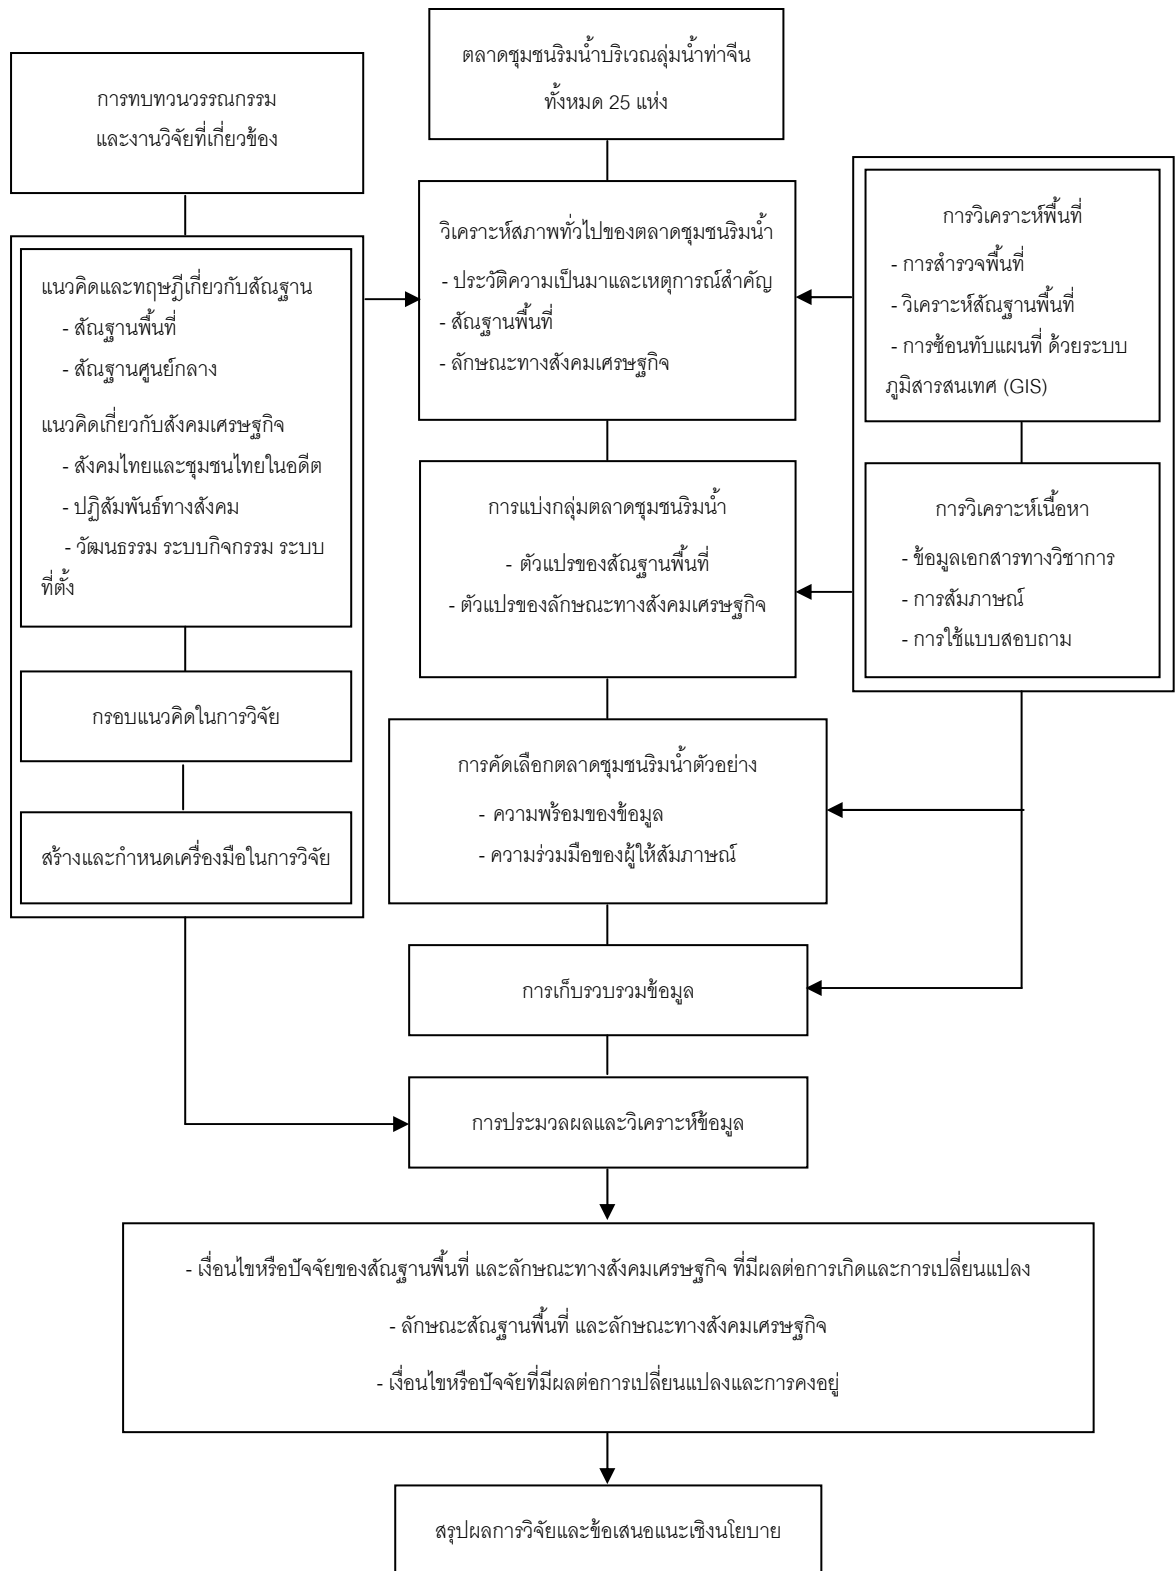 ตลาดชุมชนริมน้ำบริเวณลุ่มน้ำท่าจีน
ทั้งหมด 25 แห่ง
การทบทวนวรรณกรรม
และงานวิจัยที่เกี่ยวข้อง
แนวคิดและทฤษฎีเกี่ยวกับสัณฐาน
- สัณฐานพื้นที่
- สัณฐานศูนย์กลาง
แนวคิดเกี่ยวกับสังคมเศรษฐกิจ
- สังคมไทยและชุมชนไทยในอดีต
- ปฏิสัมพันธ์ทางสังคม
- วัฒนธรรม ระบบกิจกรรม ระบบ
ที่ตั้ง
กรอบแนวคิดในการวิจัย
สร้างและกำหนดเครื่องมือในการวิจัย
วิเคราะห์สภาพทั่วไปของตลาดชุมชนริมน้ำ
- ประวัติความเป็นมาและเหตุการณ์สำคัญ
- สัณฐานพื้นที่
- ลักษณะทางสังคมเศรษฐกิจ
การวิเคราะห์พื้นที่
- การสำรวจพื้นที่
- วิเคราะห์สัณฐานพื้นที่
- การซ้อนทับแผนที่ ด้วยระบบ
ภูมิสารสนเทศ (GIS)
การแบ่งกลุ่มตลาดชุมชนริมน้ำ
- ตัวแปรของสัณฐานพื้นที่
- ตัวแปรของลักษณะทางสังคมเศรษฐกิจ
การวิเคราะห์เนื้อหา
- ข้อมูลเอกสารทางวิชาการ
- การสัมภาษณ์
- การใช้แบบสอบถาม
การคัดเลือกตลาดชุมชนริมน้ำตัวอย่าง
- ความพร้อมของข้อมูล
- ความร่วมมือของผู้ให้สัมภาษณ์
การเก็บรวบรวมข้อมูล
การประมวลผลและวิเคราะห์ข้อมูล
- เงื่อนไขหรือปัจจัยของสัณฐานพื้นที่ และลักษณะทางสังคมเศรษฐกิจ ที่มีผลต่อการเกิดและการเปลี่ยนแปลง
- ลักษณะสัณฐานพื้นที่ และลักษณะทางสังคมเศรษฐกิจ
- เงื่อนไขหรือปัจจัยที่มีผลต่อการเปลี่ยนแปลงและการคงอยู่
สรุปผลการวิจัยและข้อเสนอแนะเชิงนโยบาย